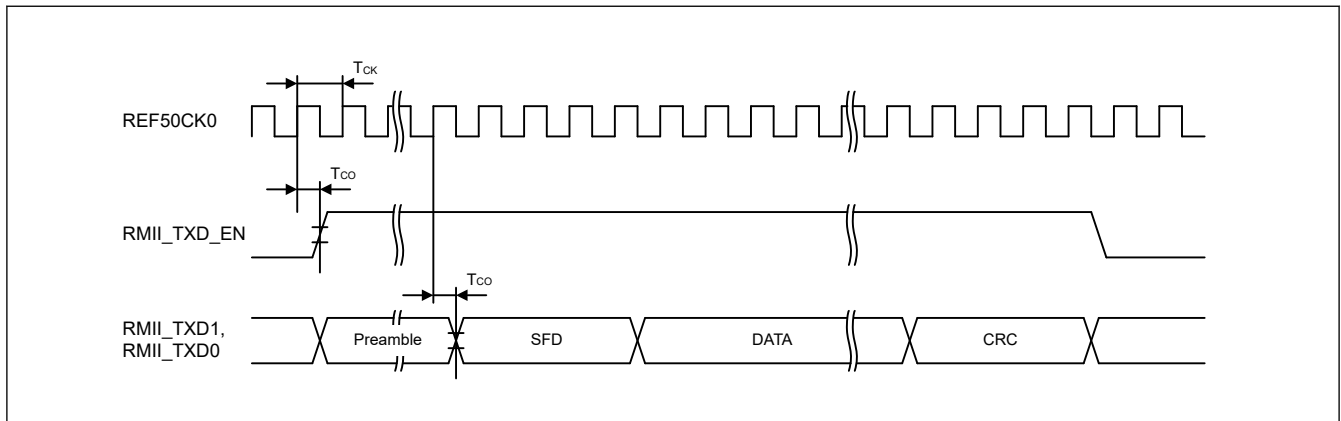 TCK
REF50CK0
TCO
RMII_TXD_EN
TCO
RMII_TXD1,
RMII_TXD0
Preamble SFD DATA CRC